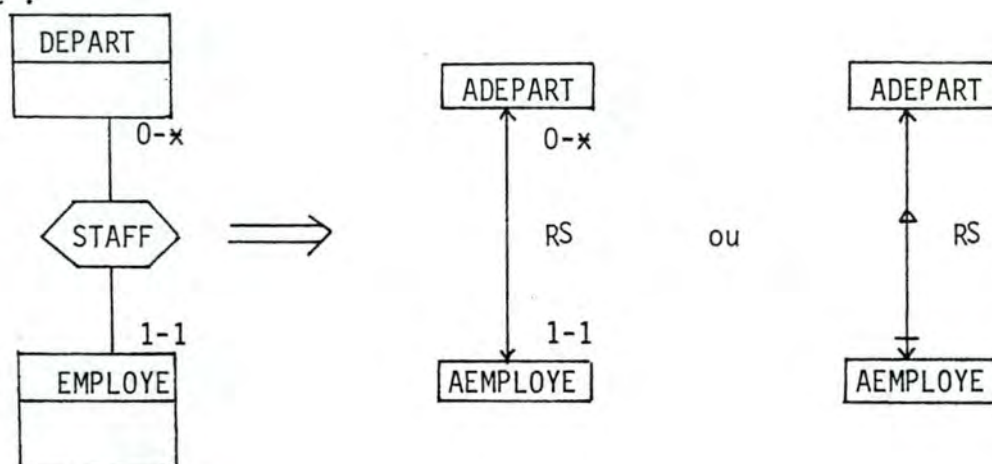 DEPART
0-*
STAFF
1-1
EMPLOYE
ADEPART
0-*
RS
1-1
AEMPLOYE
ou
ADEPART
RS
AEMPLOYE